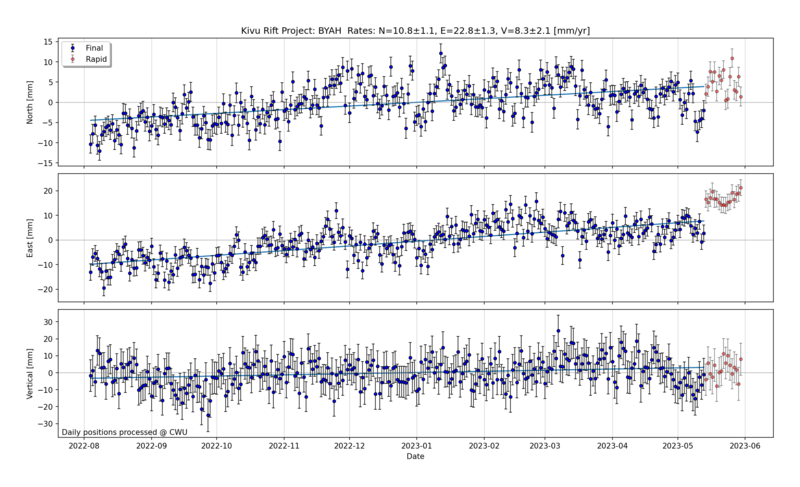 Kivu Rift Project: BYAH  Rates: N=10.8±1.1, E=22.8±1.3, V=8.3±2.1 [mm/yr]
Final
Rapid
North [mm]
15
10
5
0
−5
−10
−15
East [mm]
20
10
0
−10
−20
Vertical [mm]
30
20
10
0
−10
−20
−30
Daily positions processed @ CWU
2022-08 2022-09 2022-10 2022-11 2022-12 2023-01 2023-02 2023-03 2023-04 2023-05 2023-06
Date